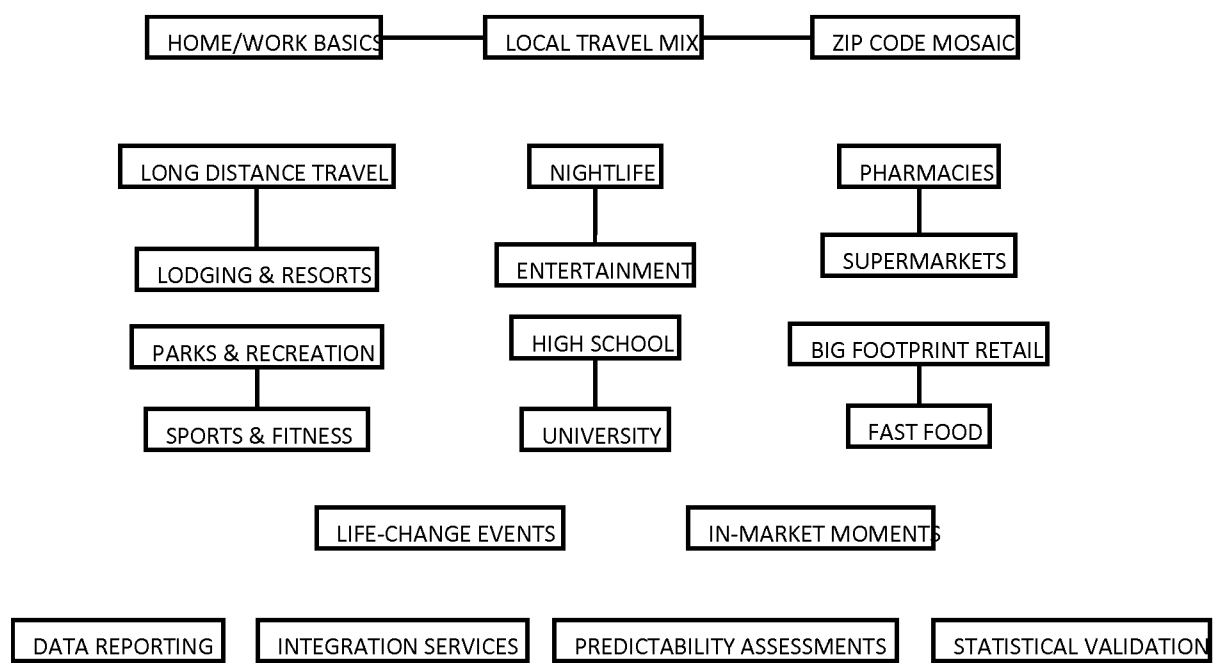 HOME/WORK BASICS
LOCAL TRAVEL MIX
ZIP CODE MOSAIC
LONG DISTANCE TRAVEL
NIGHTLIFE
PHARMACIES
LODGING & RESORTS
ENTERTAINMENT
SUPERMARKETS
PARKS & RECREATION
HIGH SCHOOL
BIG FOOTPRINT RETAIL
SPORTS & FITNESS
UNIVERSITY
FAST FOOD
LIFE-CHANGE EVENTS
IN-MARKET MOMENTS
DATA REPORTING
INTEGRATION SERVICES
PREDICTABILITY ASSESSMENTS
STATISTICAL VALIDATION